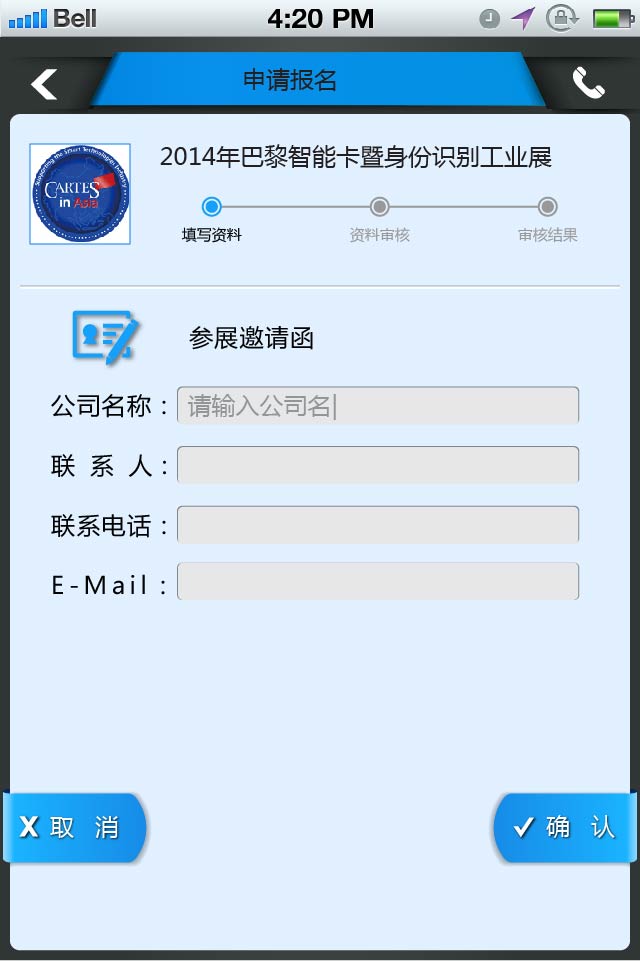 Bell 4:20 PM
申请报名
2014年巴黎智能卡暨身份识别工业展
Supporting the Smart Technologies Industry
CARTES
in Asia
填写资料 资料审核 审核结果
参展邀请函
公司名称：请输入公司名
联系人：
联系电话：
E-Mail：
X 取消 确认